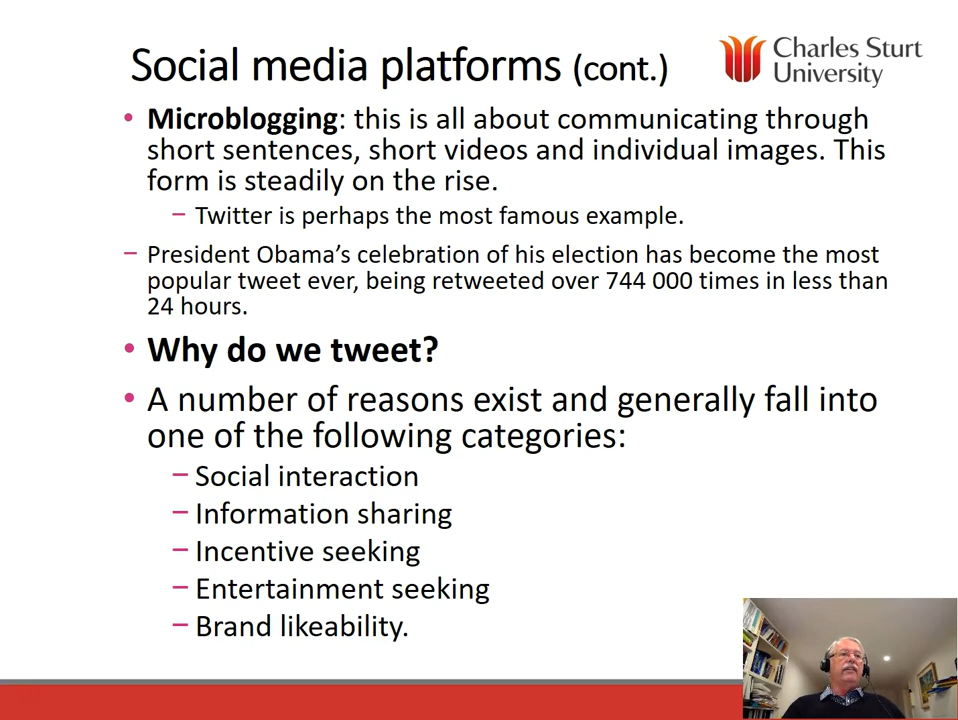 Social media platforms (cont.)
Charles Sturt
University
• Microblogging: this is all about communicating through
short sentences, short videos and individual images. This
form is steadily on the rise.
– Twitter is perhaps the most famous example.
– President Obama’s celebration of his election has become the most
popular tweet ever, being retweeted over 744 000 times in less than
24 hours.
• Why do we tweet?
• A number of reasons exist and generally fall into
one of the following categories:
– Social interaction
– Information sharing
– Incentive seeking
– Entertainment seeking
– Brand likeability.